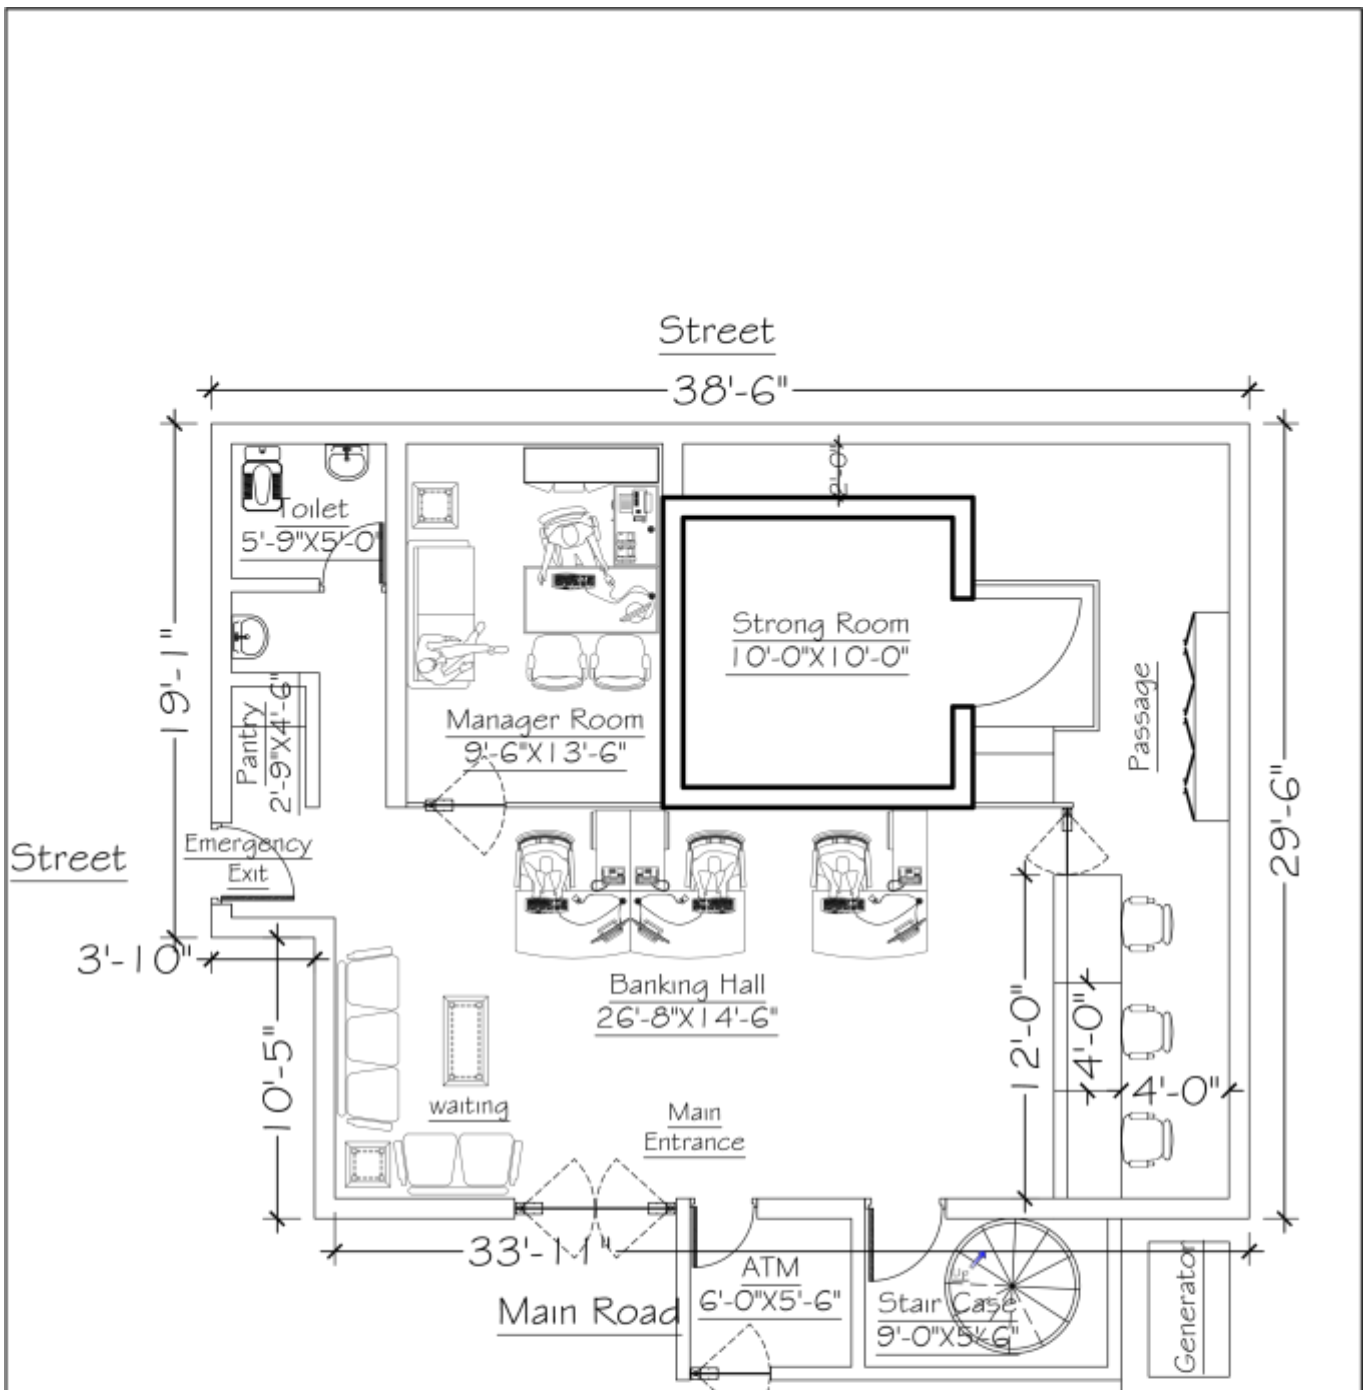 Street
38'-6"
2'-0"
Toilet
5'-9"X5'-0"
19'-1"
Strong Room
10'-0"X10'-0"
Manager Room
9'-6"X13'-6"
Pantry
2'-9"X4'-6"
Passage
29'-6"
Street
Emergency
Exit
3'-10"
Banking Hall
26'-8"X14'-6"
12'-0"
4'-0"
4'-0"
10'-5"
waiting
Main
Entrance
33'-11"
ATM
6'-0"X5'-6"
Up
Stair Case
9'-0"X5'-6"
Main Road
Generator